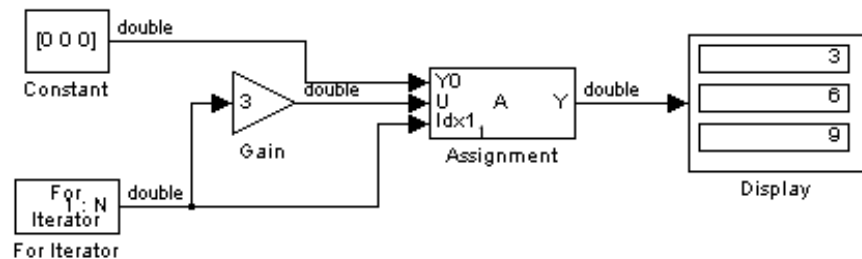 [0 0 0]
double
Constant
3
double
Gain
Y0
U
Idx1
1
A
Y
Assignment
double
3
6
9
Display
For
1 : N
Iterator
double
For Iterator